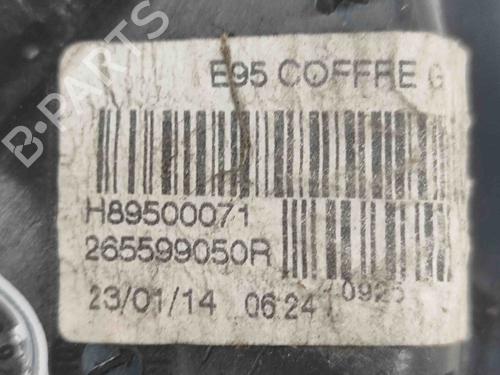 E95 COFFRE G
H89500071
265599050R
0925
23/01/14 06:24
B-PARTS